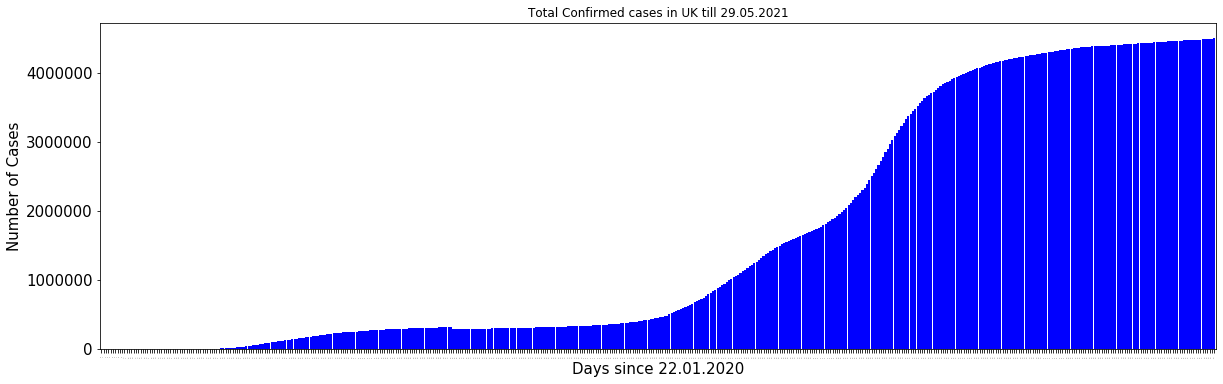 Total Confirmed cases in UK till 29.05.2021
Number of Cases
4000000
3000000
2000000
1000000
0
Days since 22.01.2020